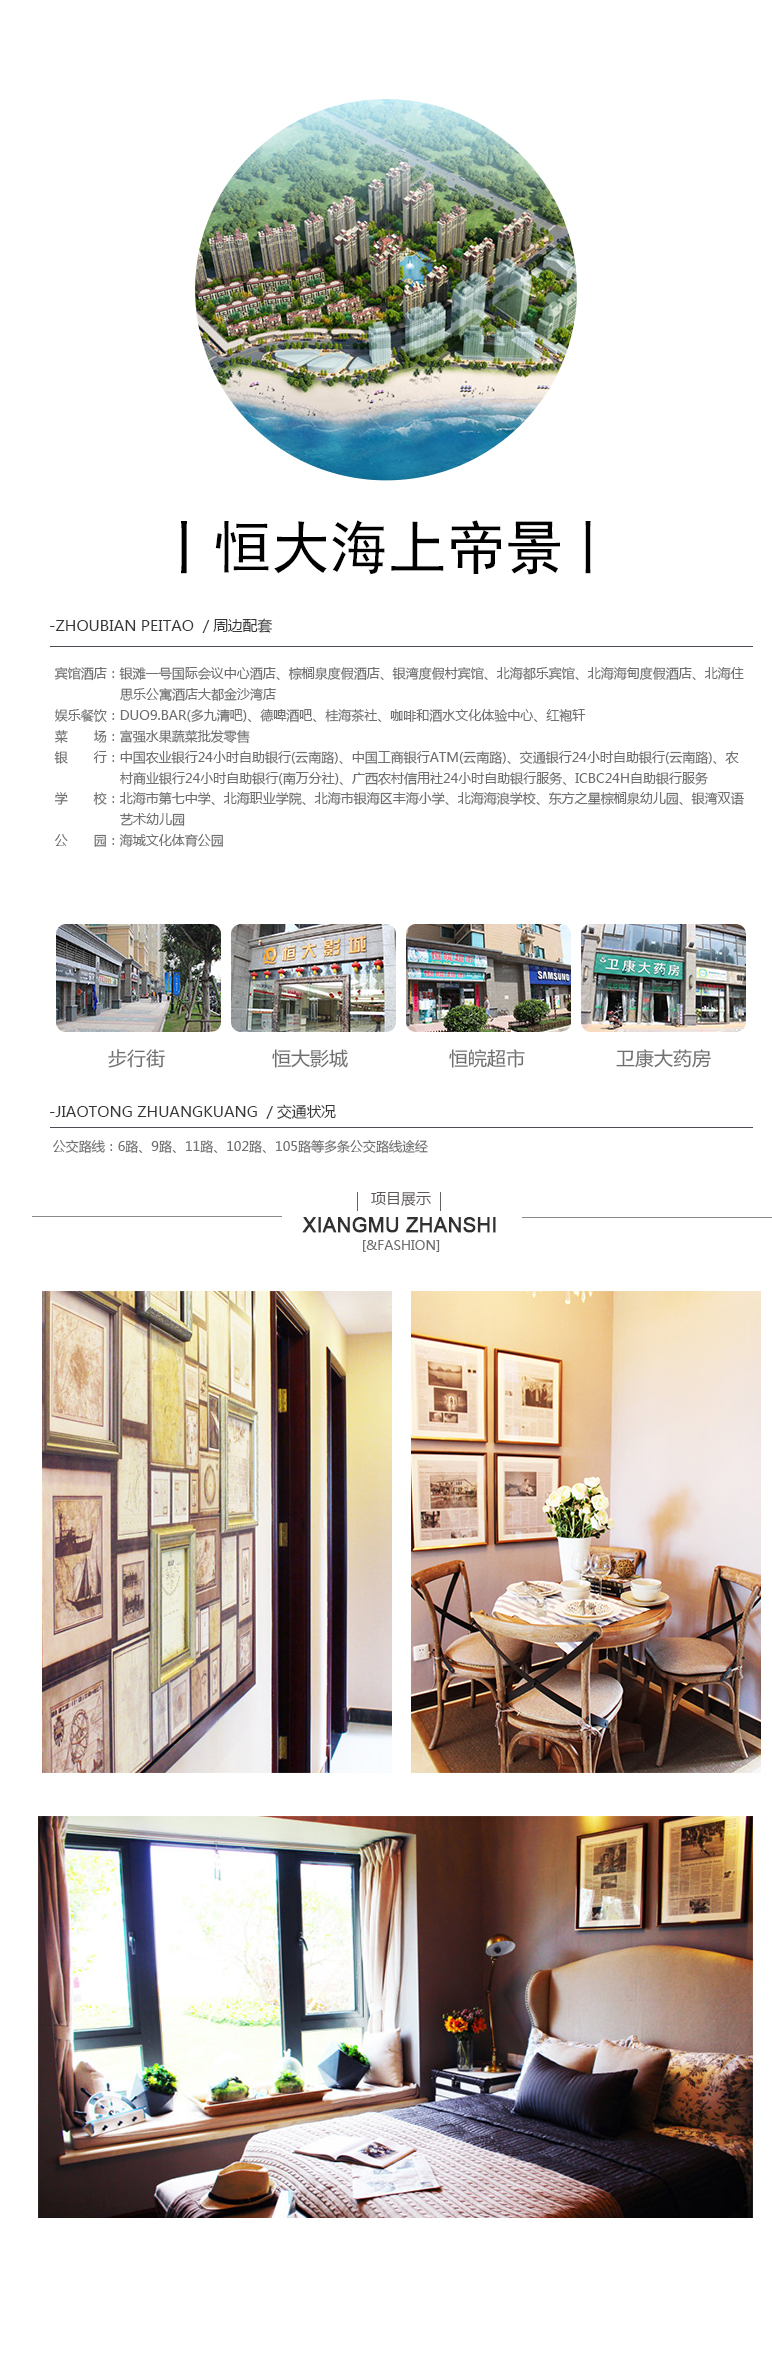 丨恒大海上帝景丨
-ZHOUBIAN PEITAO / 周边配套
宾馆酒店：银滩一号国际会议中心酒店、棕榈泉度假酒店、银湾度假村宾馆、北海都乐宾馆、北海海甸度假酒店、北海住
思乐公寓酒店大都金沙湾店
娱乐餐饮：DUO9.BAR(多九清吧)、德啤酒吧、桂海茶社、咖啡和酒水文化体验中心、红袍轩
菜　　场：富强水果蔬菜批发零售
银　　行：中国农业银行24小时自助银行(云南路)、中国工商银行ATM(云南路)、交通银行24小时自助银行(云南路)、农
村商业银行24小时自助银行(南万分社)、广西农村信用社24小时自助银行服务、ICBC24H自助银行服务
学　　校：北海市第七中学、北海职业学院、北海市银海区丰海小学、北海海浪学校、东方之星棕榈泉幼儿园、银湾双语
艺术幼儿园
公　　园：海城文化体育公园
恒大影城
SAMSUNG
卫康大药房
步行街
恒大影城
恒皖超市
卫康大药房
-JIAOTONG ZHUANGKUANG / 交通状况
公交路线：6路、9路、11路、102路、105路等多条公交路线途经
项目展示
XIANGMU ZHANSHI
[&FASHION]